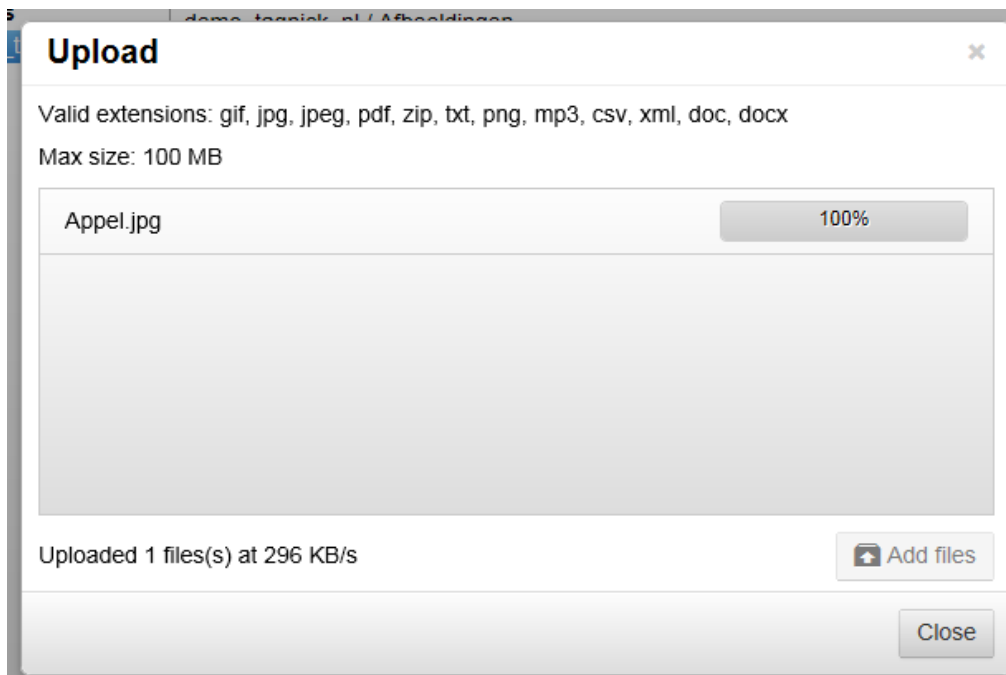 Upload
Valid extensions: gif, jpg, jpeg, pdf, zip, txt, png, mp3, csv, xml, doc, docx
Max size: 100 MB
Appel.jpg 100%
Uploaded 1 files(s) at 296 KB/s
Add files
Close